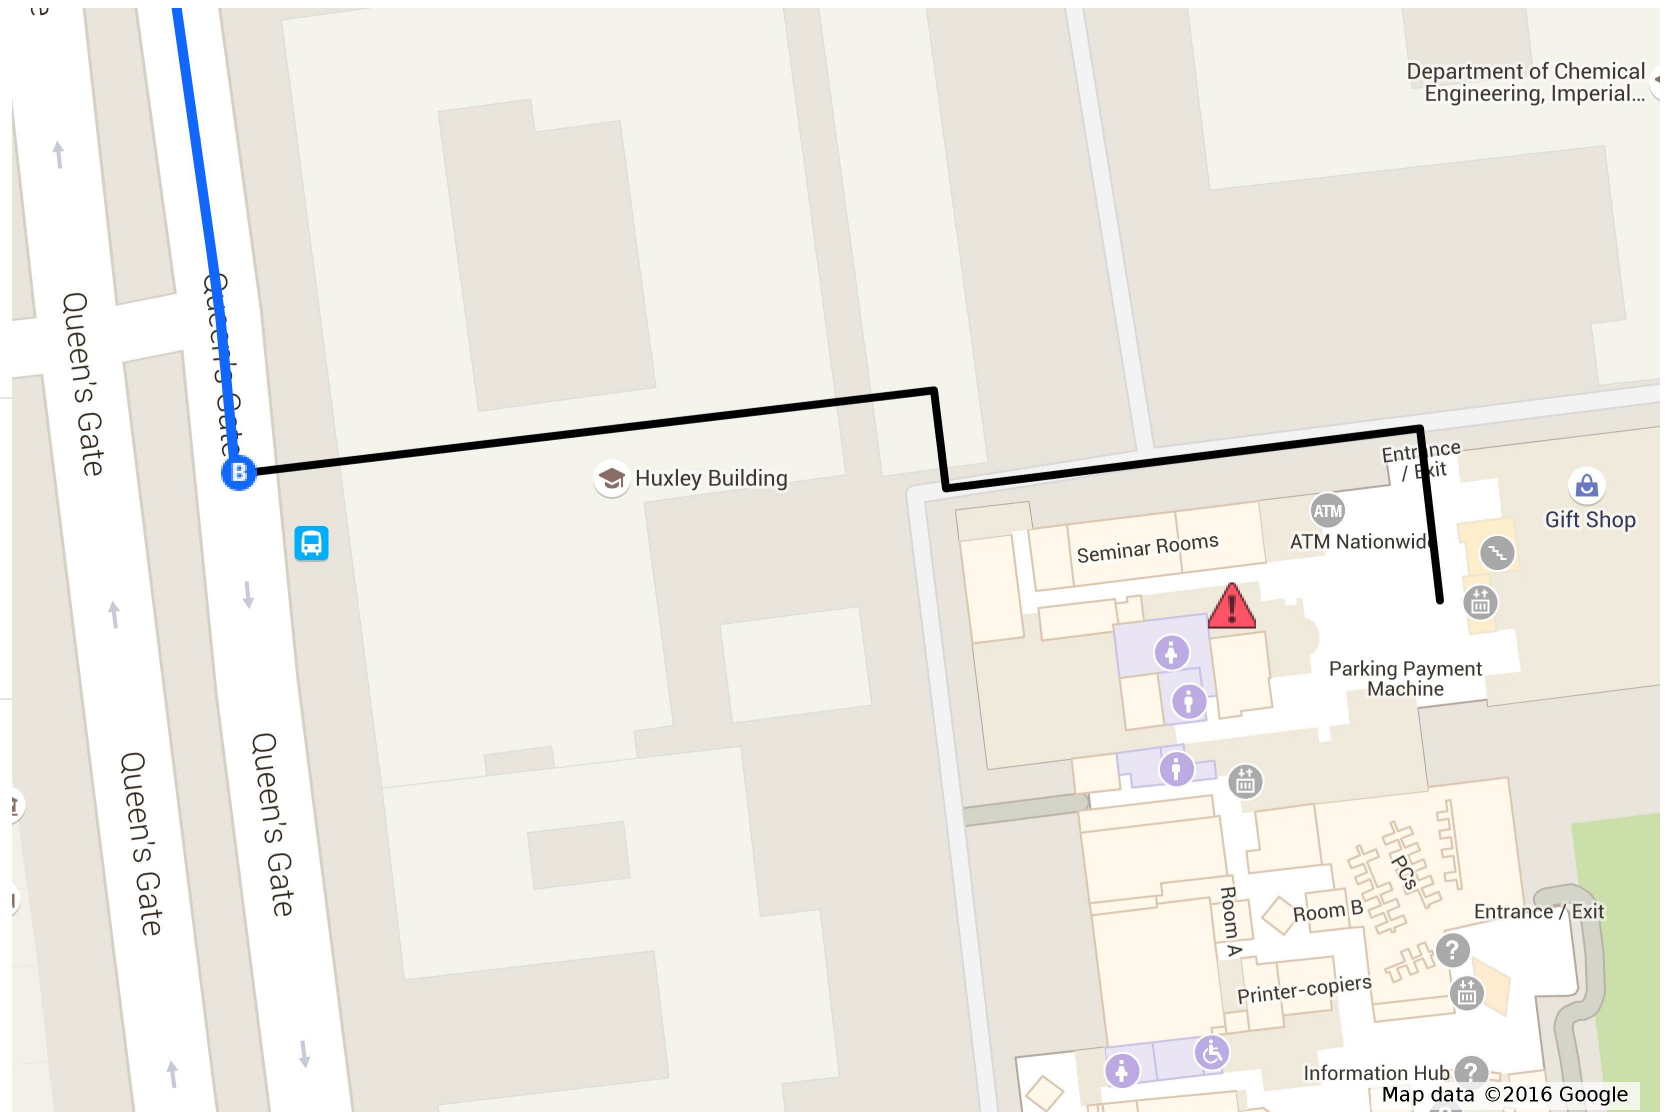 Department of Chemical
Engineering, Imperial...
Queen's Gate
Queen's Gate
B
Huxley Building
Entrance
/ Exit
Gift Shop
ATM
ATM Nationwide
Seminar Rooms
!
Parking Payment
Machine
Queen's Gate
Queen's Gate
PCs
Room A
Room B
Entrance / Exit
?
Printer-copiers
Information Hub
?
Map data ©2016 Google